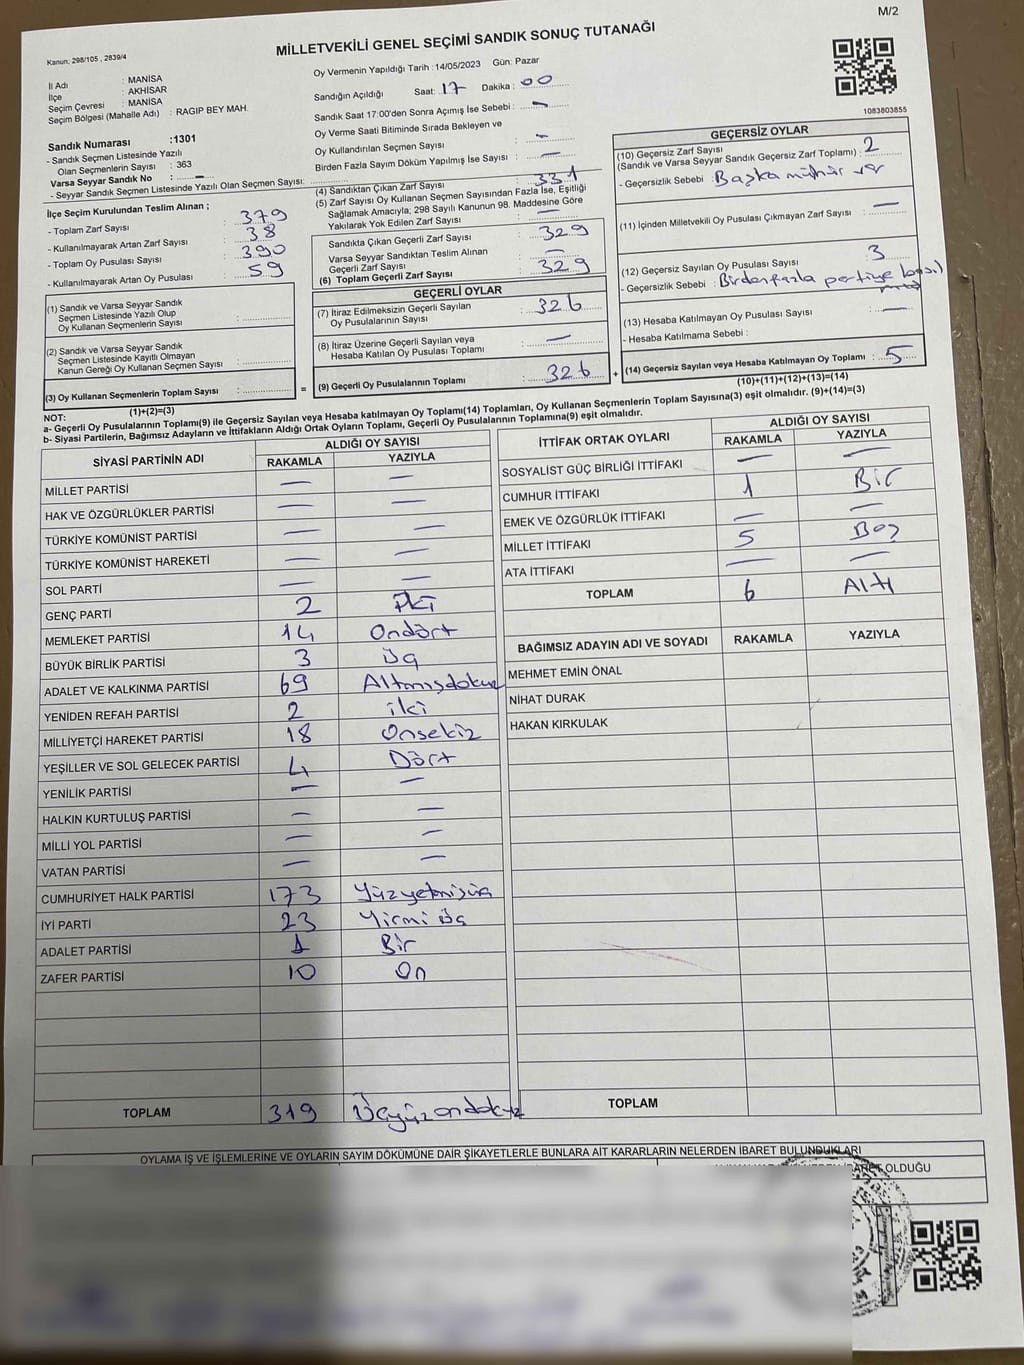 M/2
MİLLETVEKİLİ GENEL SEÇİMİ SANDIK SONUÇ TUTANAĞI
Kanun, 298/105 , 2839/4
İl Adı : MANİSA
İlçe : AKHİSAR
Seçim Çevresi : MANİSA
Seçim Bölgesi (Mahalle Adı) : RAGIP BEY MAH.
Sandık Numarası :1301
- Sandık Seçmen Listesinde Yazılı
Olan Seçmenlerin Sayısı : 363
Varsa Seyyar Sandık No : –
- Seyyar Sandık Seçmen Listesinde Yazılı Olan Seçmen Sayısı:
Oy Vermenin Yapıldığı Tarih :14/05/2023 Gün: Pazar
Sandığın Açıldığı Saat: 17 Dakika: 00
Sandık Saat 17:00'den Sonra Açımış İse Sebebi : –
Oy Verme Saati Bitiminde Sırada Bekleyen ve
Oy Kullandırılan Seçmen Sayısı : –
Birden Fazla Sayım Döküm Yapılmış İse Sayısı : –
1083803855
İlçe Seçim Kurulundan Teslim Alınan ;
- Toplam Zarf Sayısı : 379
- Kullanılmayarak Artan Zarf Sayısı : 38
- Toplam Oy Pusulası Sayısı : 390
- Kullanılmayarak Artan Oy Pusulası : 59
(1) Sandık ve Varsa Seyyar Sandık
Seçmen Listesinde Yazılı Olup
Oy Kullanan Seçmenlerin Sayısı :
(2) Sandık ve Varsa Seyyar Sandık
Seçmen Listesinde Kayıtlı Olmayan
Kanun Gereği Oy Kullanan Seçmen Sayısı :
(3) Oy Kullanan Seçmenlerin Toplam Sayısı : =
(4) Sandıktan Çıkan Zarf Sayısı : 331
(5) Zarf Sayısı Oy Kullanan Seçmen Sayısından Fazla İse, Eşitliği
Sağlamak Amacıyla; 298 Sayılı Kanunun 98. Maddesine Göre
Yakılarak Yok Edilen Zarf Sayısı : –
Sandıkta Çıkan Geçerli Zarf Sayısı : 329
Varsa Seyyar Sandıktan Teslim Alınan
Geçerli Zarf Sayısı : –
(6) Toplam Geçerli Zarf Sayısı : 329
GEÇERLİ OYLAR
(7) İtiraz Edilmeksizin Geçerli Sayılan
Oy Pusulalarının Sayısı : 326
(8) İtiraz Üzerine Geçerli Sayılan veya
Hesaba Katılan Oy Pusulası Toplamı : –
(9) Geçerli Oy Pusulalarının Toplamı : 326 +
GEÇERSİZ OYLAR
(10) Geçersiz Zarf Sayısı
(Sandık ve Varsa Seyyar Sandık Geçersiz Zarf Toplamı) : 2
- Geçersizlik Sebebi : Başka mühür var
(11) İçinden Milletvekili Oy Pusulası Çıkmayan Zarf Sayısı : –
(12) Geçersiz Sayılan Oy Pusulası Sayısı : 3
- Geçersizlik Sebebi : Birden fazla partiye
(13) Hesaba Katılmayan Oy Pusulası Sayısı : –
- Hesaba Katılmama Sebebi :
(14) Geçersiz Sayılan veya Hesaba Katılmayan Oy Toplamı : 5
(10)+(11)+(12)+(13)=(14)
NOT: (1)+(2)=(3)
a- Geçerli Oy Pusulalarının Toplamı(9) ile Geçersiz Sayılan veya Hesaba katılmayan Oy Toplamı(14) Toplamları, Oy Kullanan Seçmenlerin Toplam Sayısına(3) eşit olmalıdır. (9)+(14)=(3)
b- Siyasi Partilerin, Bağımsız Adayların ve İttifakların Aldığı Ortak Oyların Toplamı, Geçerli Oy Pusulalarının Toplamına(9) eşit olmalıdır.
SİYASİ PARTİNİN ADI ALDIĞI OY SAYISI
RAKAMLA YAZIYLA
MİLLET PARTİSİ – –
HAK VE ÖZGÜRLÜKLER PARTİSİ – –
TÜRKİYE KOMÜNİST PARTİSİ – –
TÜRKİYE KOMÜNİST HAREKETİ – –
SOL PARTİ – –
GENÇ PARTİ 2 İki
MEMLEKET PARTİSİ 14 Ondört
BÜYÜK BİRLİK PARTİSİ 3 Üç
ADALET VE KALKINMA PARTİSİ 69 Altmışdokuz
YENİDEN REFAH PARTİSİ 2 iki
MİLLİYETÇİ HAREKET PARTİSİ 18 Onsekiz
YEŞİLLER VE SOL GELECEK PARTİSİ 4 Dört
YENİLİK PARTİSİ – –
HALKIN KURTULUŞ PARTİSİ – –
MİLLİ YOL PARTİSİ – –
VATAN PARTİSİ – –
CUMHURİYET HALK PARTİSİ 173 Yüzyetmişüç
İYİ PARTİ 23 Yirmi üç
ADALET PARTİSİ 1 Bir
ZAFER PARTİSİ 10 On
TOPLAM 319 Üçyüzondokuz
İTTİFAK ORTAK OYLARI ALDIĞI OY SAYISI
RAKAMLA YAZIYLA
SOSYALİST GÜÇ BİRLİĞİ İTTİFAKI – –
CUMHUR İTTİFAKI 1 Bir
EMEK VE ÖZGÜRLÜK İTTİFAKI – –
MİLLET İTTİFAKI 5 Beş
ATA İTTİFAKI – –
TOPLAM 6 Altı
BAĞIMSIZ ADAYIN ADI VE SOYADI RAKAMLA YAZIYLA
MEHMET EMİN ÖNAL
NİHAT DURAK
HAKAN KIRKULAK
TOPLAM
OYLAMA İŞ VE İŞLEMLERİNE VE OYLARIN SAYIM DÖKÜMÜNE DAİR ŞİKAYETLERLE BUNLARA AİT KARARLARIN NELERDEN İBARET BULUNDUKLARI
OLDUĞU